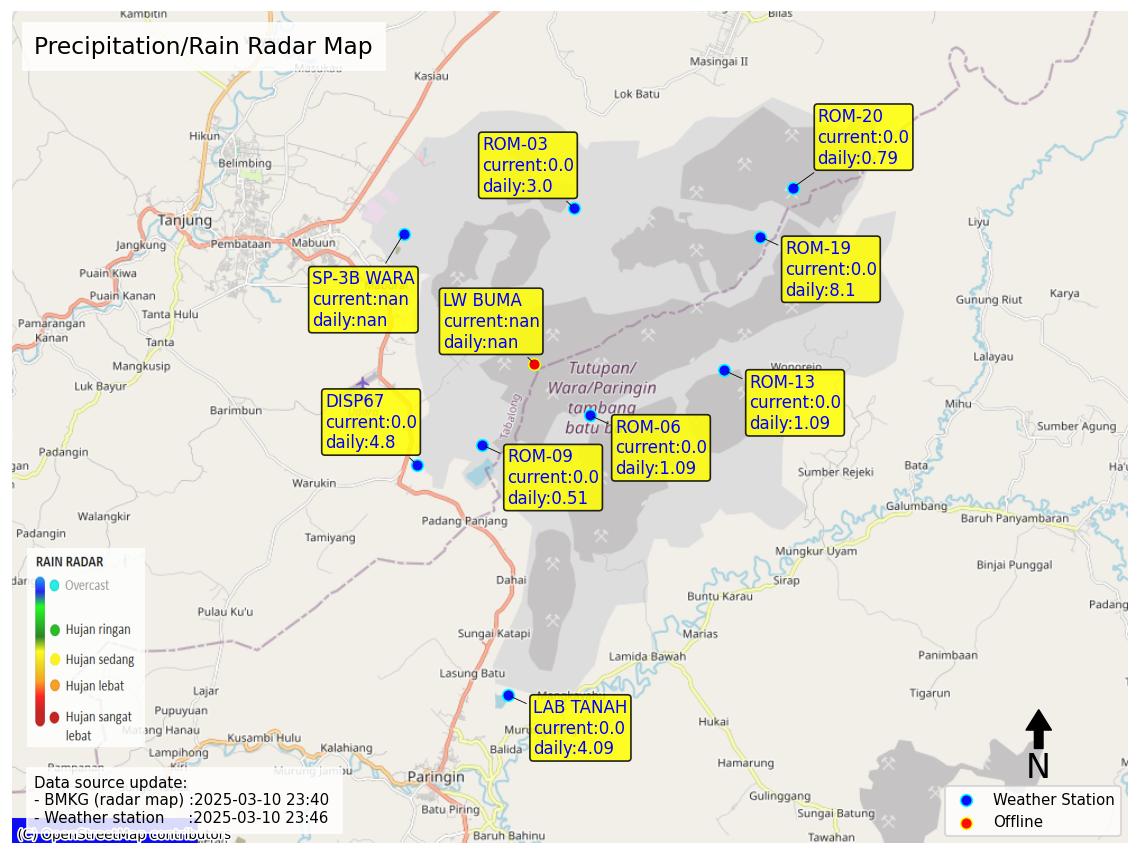 Precipitation/Rain Radar Map
Kambitin
Masukau
Kasiau
Bilas
Masingai II
Lok Batu
Hikun
Belimbing
Tanjung
Jangkung
Pembataan
Mabuun
Puain Kiwa
Puain Kanan
Pamarangan
Kanan
Tanta Hulu
Tanta
Mangkusip
Luk Bayur
Barimbun
Padangin
Warukin
Walangkir
Padangin
Tamiyang
Padang Panjang
Dahai
Pulau Ku'u
Sungai Katapi
Lasung Batu
Lajar
Pupuyuan
Matang Hanau
Kusambi Hulu
Lampihong
Kalahiang
Murung Jambu
Paringin
Batu Piring
Baruh Bahinu
Balida
Liyu
Gunung Riut
Karya
Lalayau
Mihu
Sumber Agung
Wonorejo
Sumber Rejeki
Bata
Galumbang
Baruh Panyambaran
Mungkur Uyam
Binjai Punggal
Sirap
Buntu Karau
Marias
Lamida Bawah
Panimbaan
Tigarun
Hukai
Hamarung
Gulinggang
Sungai Batung
Tawahan
Tabalong
Tutupan/
Wara/Paringin
tambang
batu b
ROM-03
current:0.0
daily:3.0
ROM-20
current:0.0
daily:0.79
ROM-19
current:0.0
daily:8.1
SP-3B WARA
current:nan
daily:nan
LW BUMA
current:nan
daily:nan
ROM-13
current:0.0
daily:1.09
DISP67
current:0.0
daily:4.8
ROM-06
current:0.0
daily:1.09
ROM-09
current:0.0
daily:0.51
LAB TANAH
current:0.0
daily:4.09
RAIN RADAR
Overcast
Hujan ringan
Hujan sedang
Hujan lebat
Hujan sangat
lebat
Data source update:
- BMKG (radar map) :2025-03-10 23:40
- Weather station :2025-03-10 23:46
(C) OpenStreetMap contributors
N
Weather Station
Offline